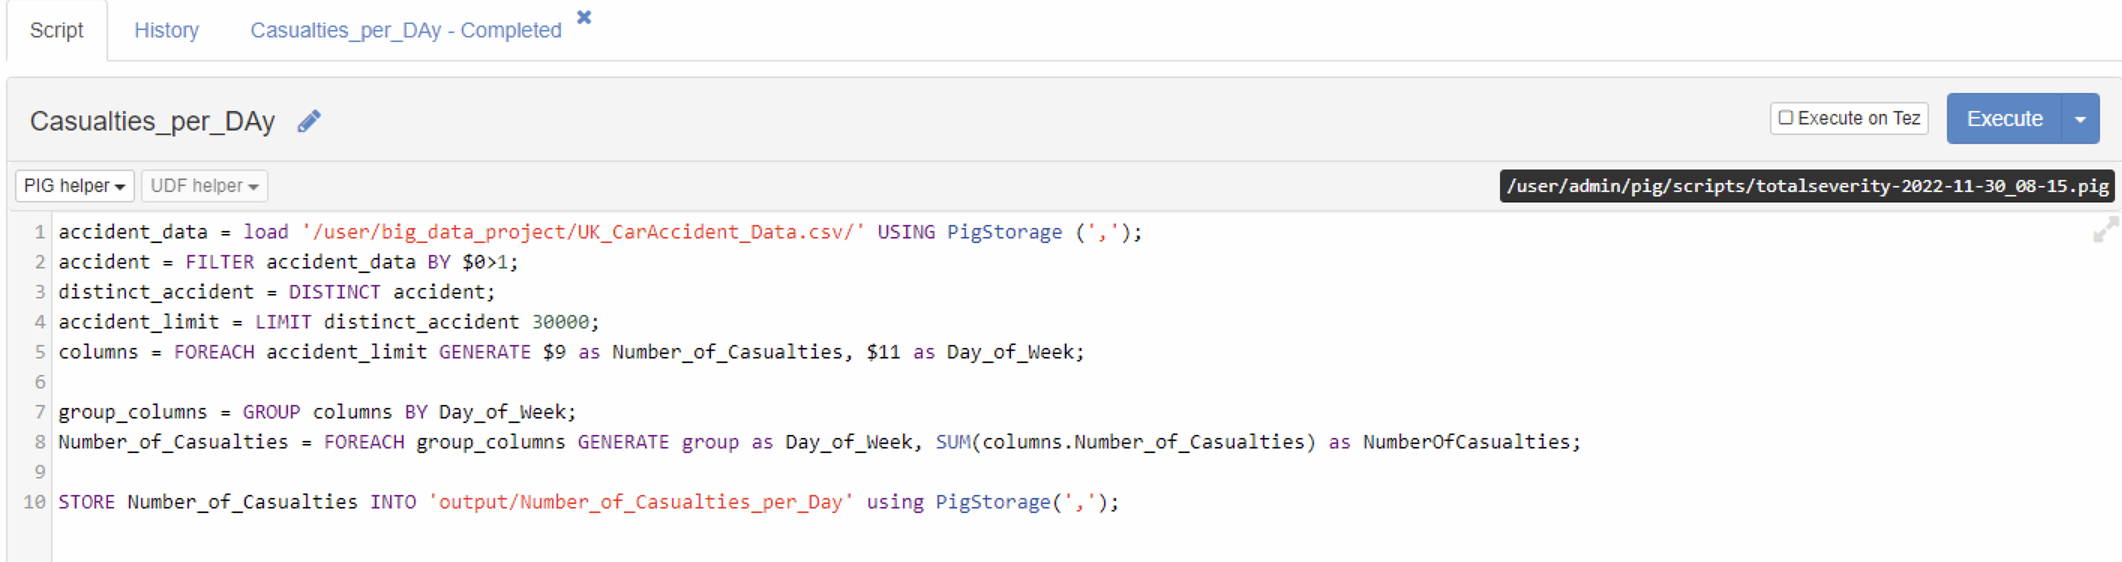 Script History Casualties_per_DAy - Completed ✖
Casualties_per_DAy Execute on Tez Execute
PIG helper UDF helper /user/admin/pig/scripts/totalseverity-2022-11-30_08-15.pig
1 accident_data = load '/user/big_data_project/UK_CarAccident_Data.csv/' USING PigStorage (',');
2 accident = FILTER accident_data BY $0>1;
3 distinct_accident = DISTINCT accident;
4 accident_limit = LIMIT distinct_accident 30000;
5 columns = FOREACH accident_limit GENERATE $9 as Number_of_Casualties, $11 as Day_of_Week;
6
7 group_columns = GROUP columns BY Day_of_Week;
8 Number_of_Casualties = FOREACH group_columns GENERATE group as Day_of_Week, SUM(columns.Number_of_Casualties) as NumberOfCasualties;
9
10 STORE Number_of_Casualties INTO 'output/Number_of_Casualties_per_Day' using PigStorage(',');